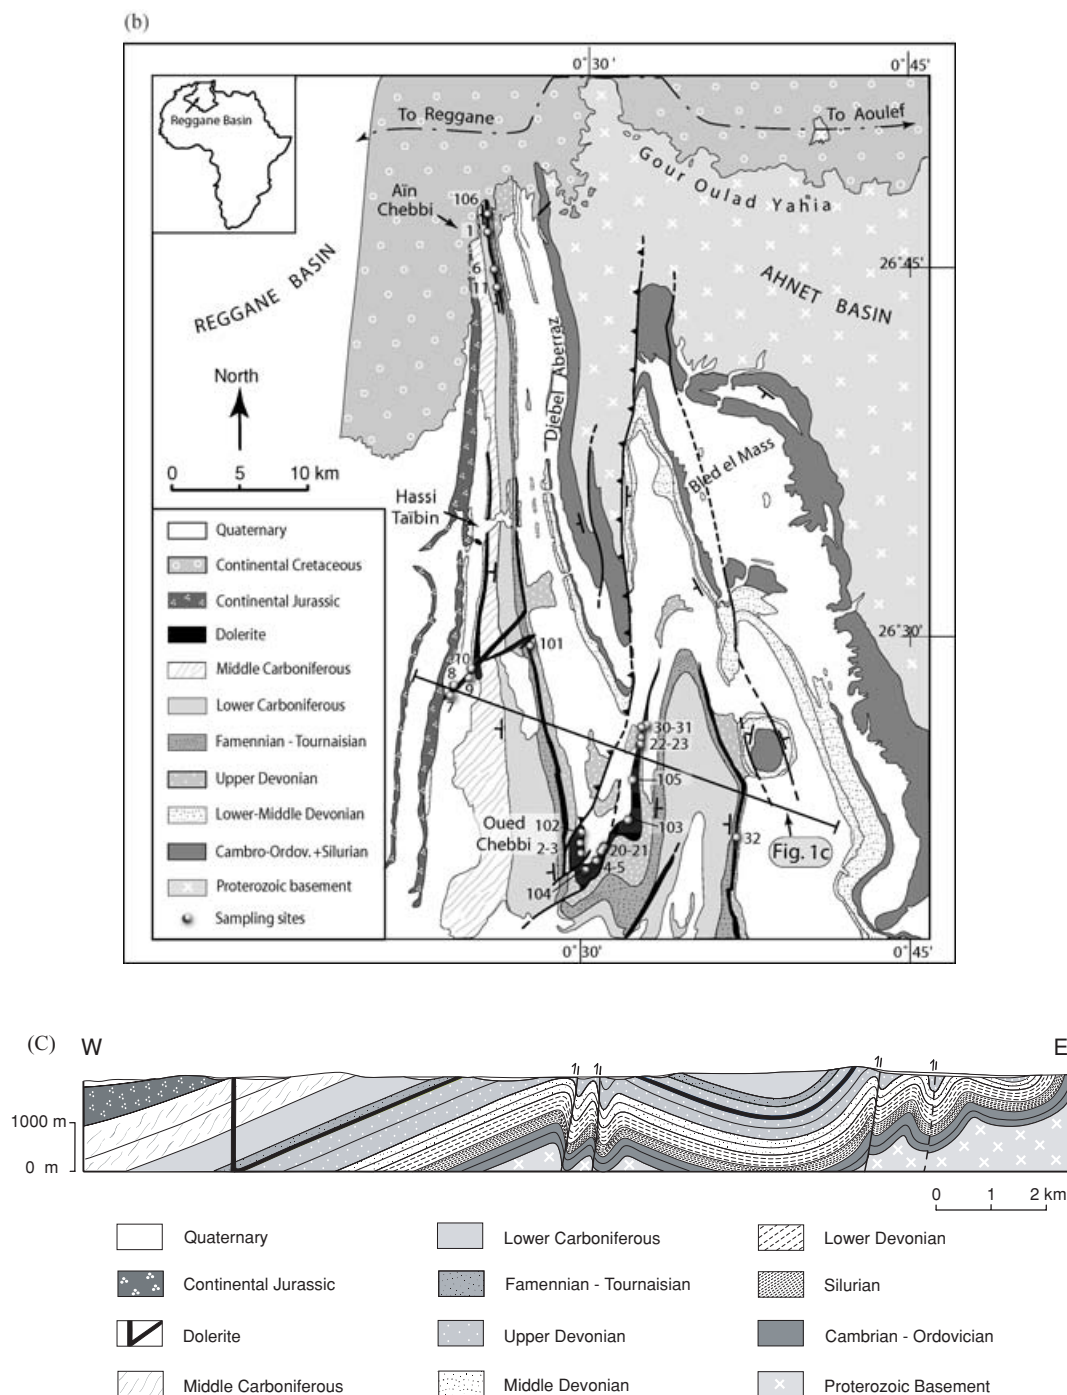 (b)
0°30'
0°45'
Reggane Basin
To Reggane
To Aoulef
Gour Oulad Yahia
Aïn
Chebbi
106
1
6
11
REGGANE BASIN
AHNET BASIN
26°45'
North
0 5 10 km
Djebel Aberraz
Bled el Mass
Hassi
Taïbin
Quaternary
Continental Cretaceous
Continental Jurassic
Dolerite
Middle Carboniferous
Lower Carboniferous
Famennian - Tournaisian
Upper Devonian
Lower-Middle Devonian
Cambro-Ordov.+Silurian
Proterozoic basement
Sampling sites
26°30'
101
10
8
9
30-31
22-23
105
Oued
Chebbi
102
2-3
103
20-21
4-5
104
32
Fig. 1c
0°30'
0°45'
(C) W E
1000 m
0 m
0 1 2 km
Quaternary
Lower Carboniferous
Lower Devonian
Continental Jurassic
Famennian - Tournaisian
Silurian
Dolerite
Upper Devonian
Cambrian - Ordovician
Middle Carboniferous
Middle Devonian
Proterozoic Basement